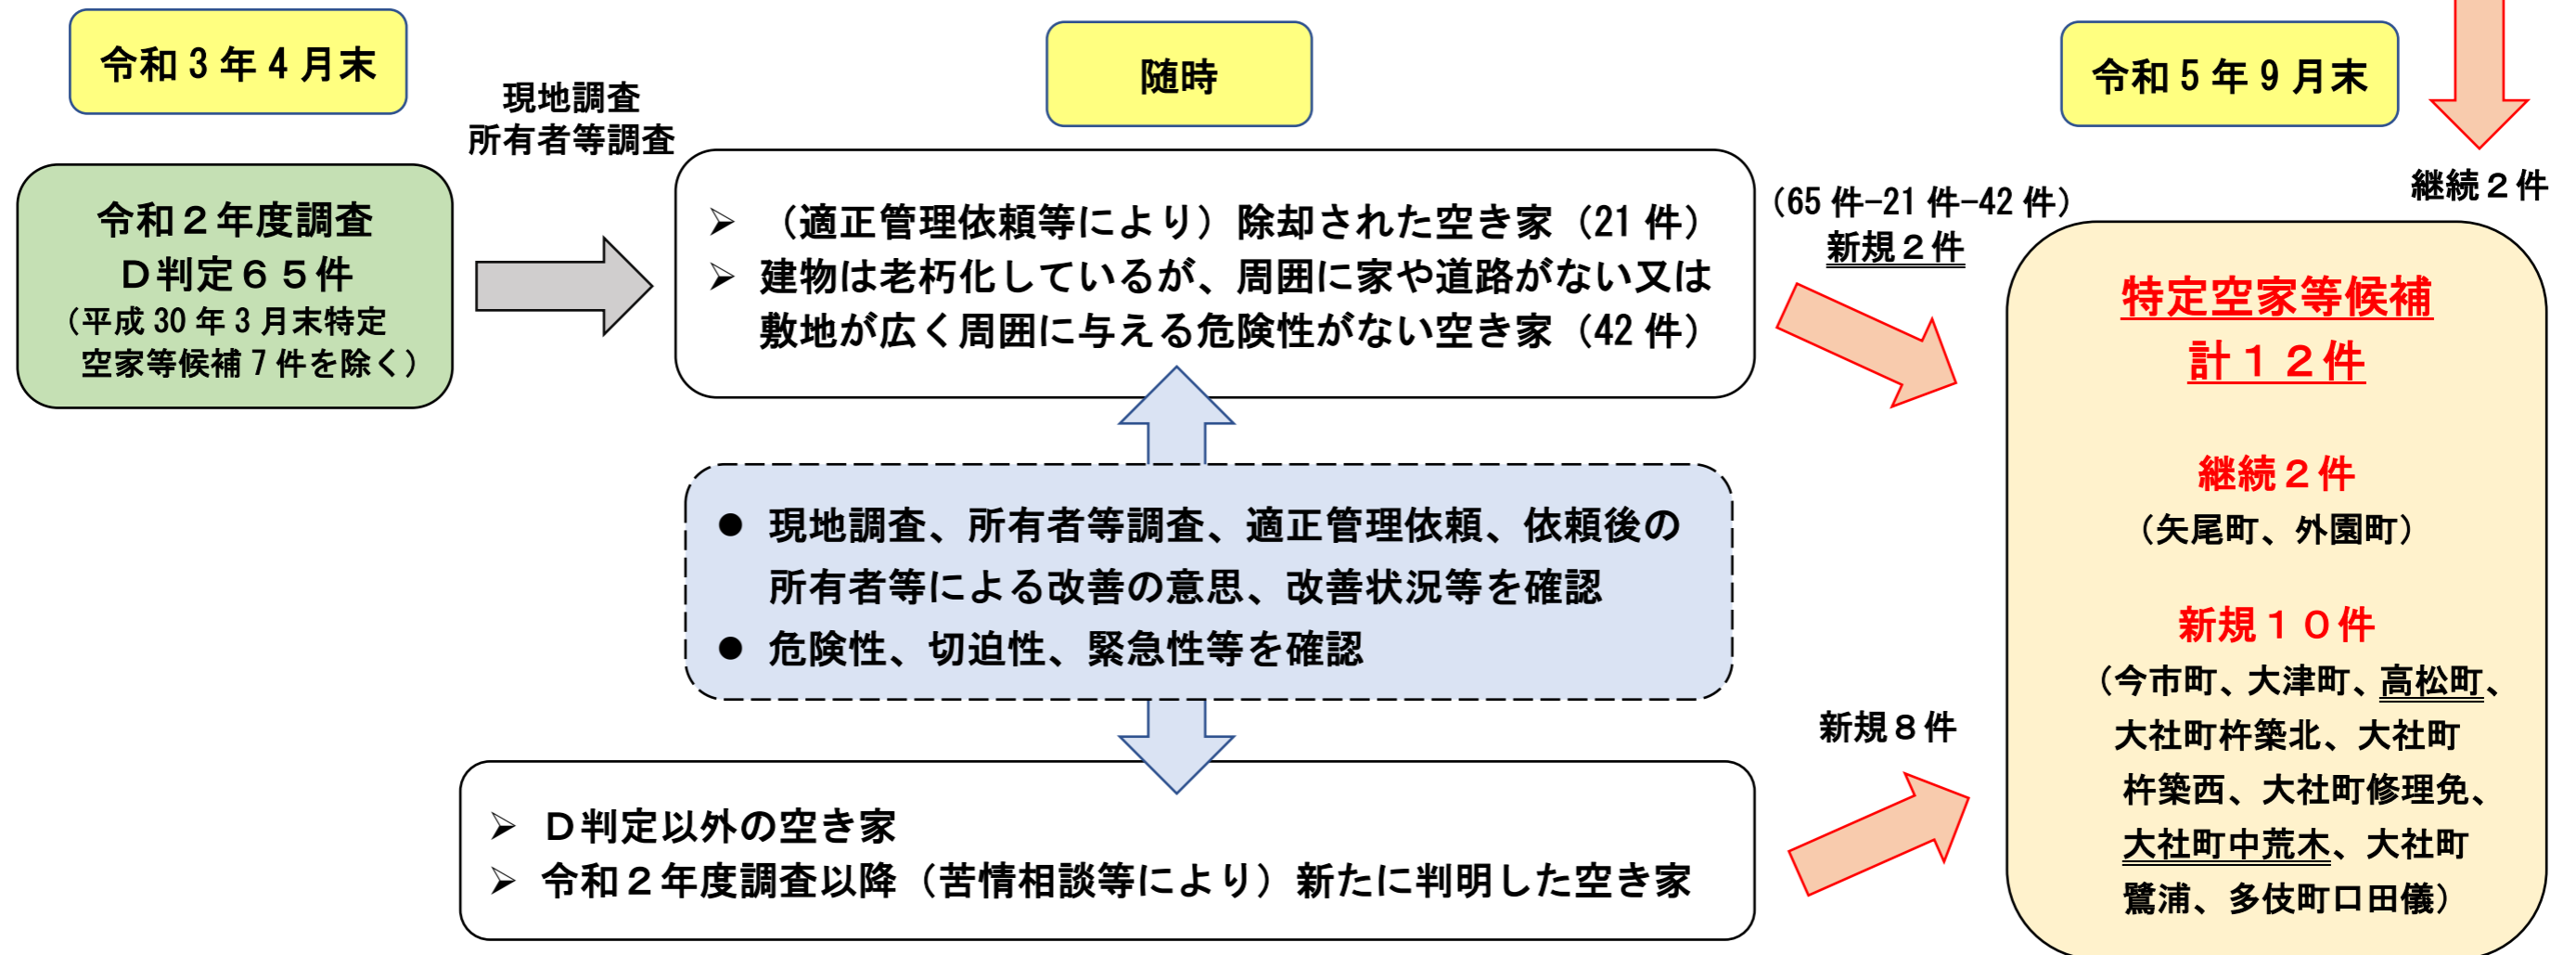 令和3年4月末
令和２年度調査
Ｄ判定６５件
（平成30年3月末特定
空家等候補7件を除く）
現地調査
所有者等調査
随時
➢ （適正管理依頼等により）除却された空き家（21件）
➢ 建物は老朽化しているが、周囲に家や道路がない又は
敷地が広く周囲に与える危険性がない空き家（42件）
● 現地調査、所有者等調査、適正管理依頼、依頼後の
所有者等による改善の意思、改善状況等を確認
● 危険性、切迫性、緊急性等を確認
➢ Ｄ判定以外の空き家
➢ 令和２年度調査以降（苦情相談等により）新たに判明した空き家
（65件-21件-42件）
新規２件
新規８件
令和5年9月末
継続２件
特定空家等候補
計１２件
継続２件
（矢尾町、外園町）
新規１０件
（今市町、大津町、高松町、
大社町杵築北、大社町
杵築西、大社町修理免、
大社町中荒木、大社町
鷺浦、多伎町口田儀）